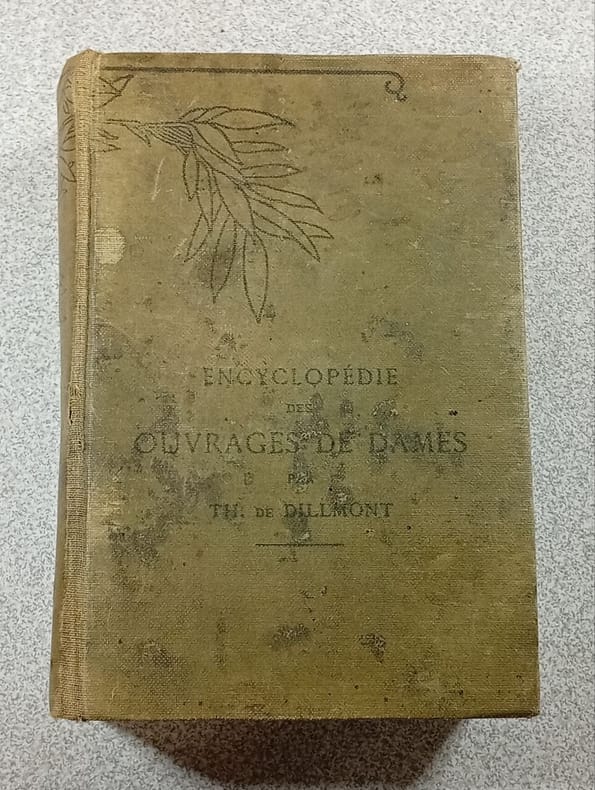 ENCYCLOPÉDIE
DES
OUVRAGES DE DAMES
PAR
TH. DE DILLMONT